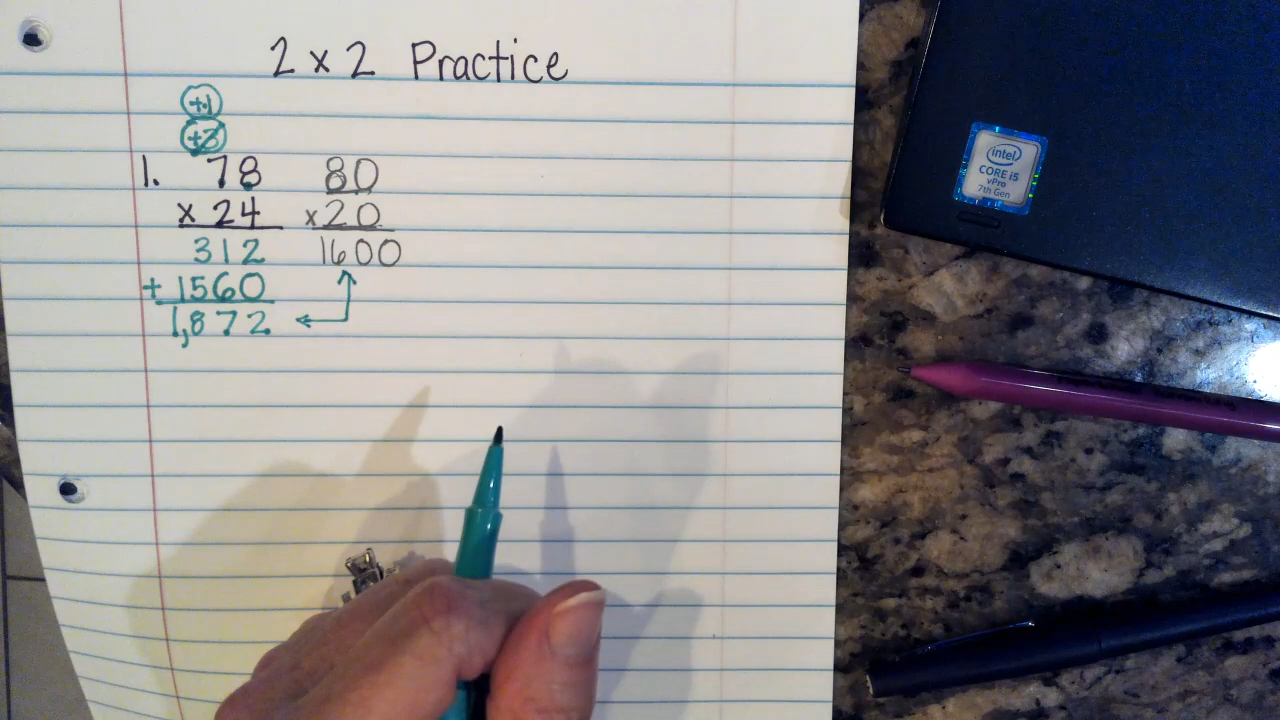 2 x 2 Practice
+1
+3
1. 78 80
x 24 x 20
312 1600
+ 1560
1,872
intel
CORE i5
vPro
7th Gen